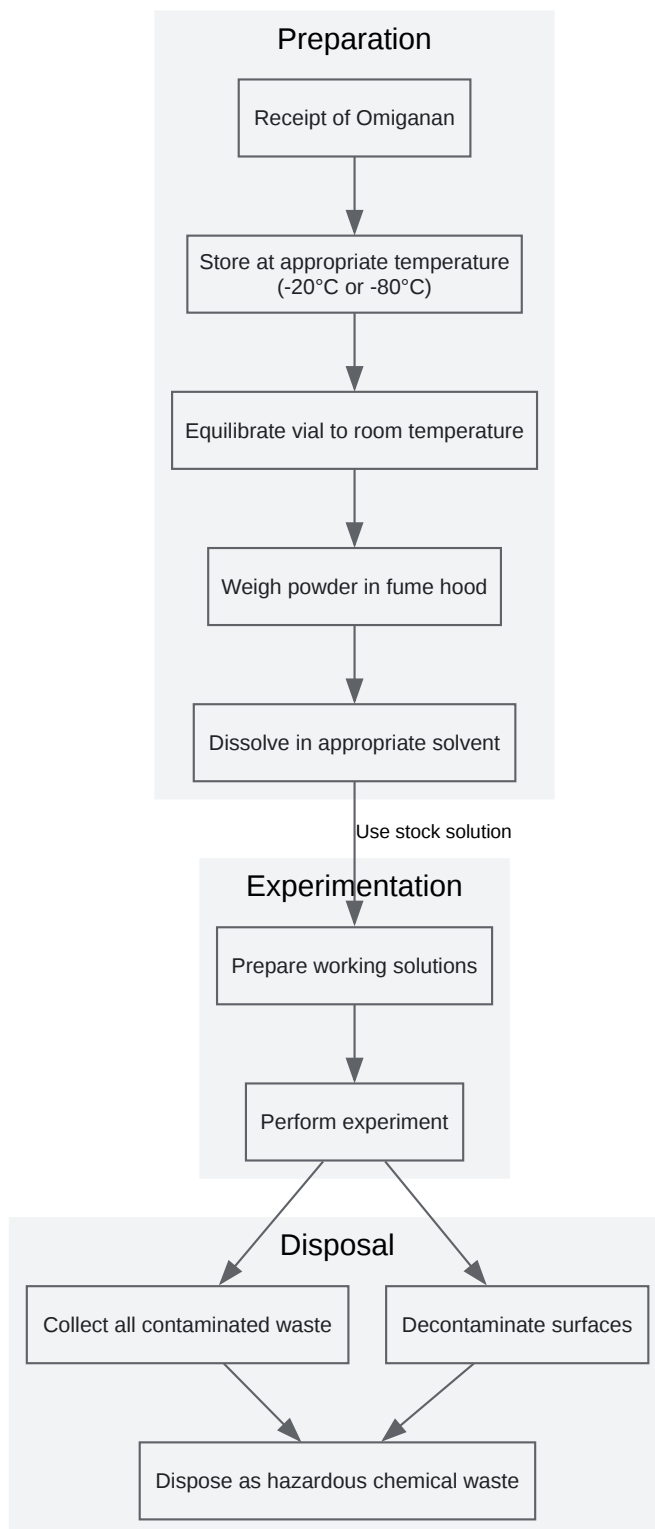 Preparation
Receipt of Omiganan
Store at appropriate temperature
(-20°C or -80°C)
Equilibrate vial to room temperature
Weigh powder in fume hood
Dissolve in appropriate solvent
Use stock solution
Experimentation
Prepare working solutions
Perform experiment
Disposal
Collect all contaminated waste
Decontaminate surfaces
Dispose as hazardous chemical waste